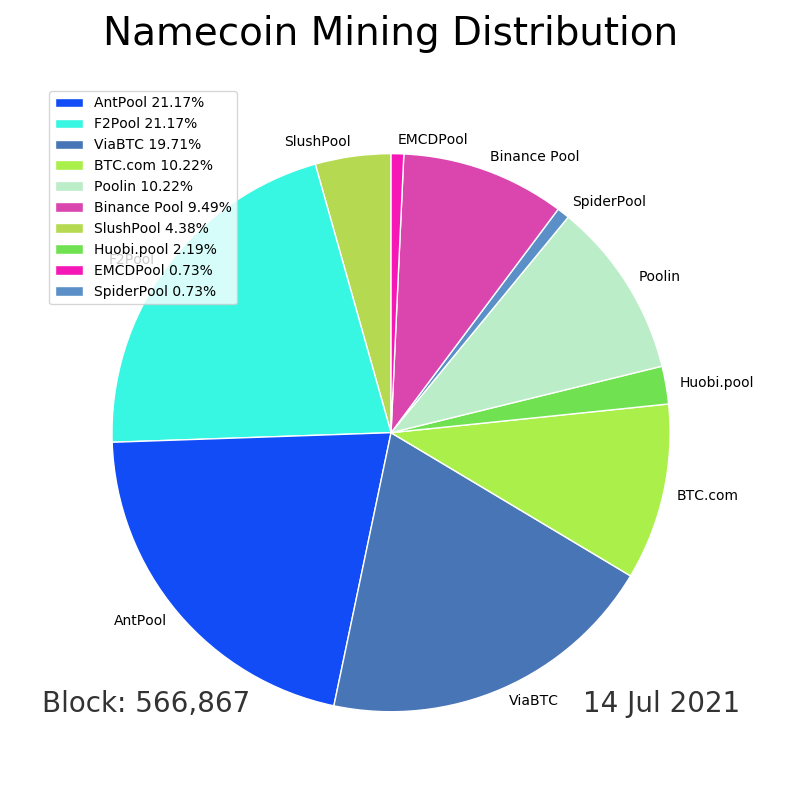 Namecoin Mining Distribution
AntPool 21.17%
F2Pool 21.17%
ViaBTC 19.71%
BTC.com 10.22%
Poolin 10.22%
Binance Pool 9.49%
SlushPool 4.38%
Huobi.pool 2.19%
EMCDPool 0.73%
SpiderPool 0.73%
F2Pool
SlushPool
EMCDPool
Binance Pool
SpiderPool
Poolin
Huobi.pool
BTC.com
AntPool
ViaBTC
Block: 566,867
14 Jul 2021